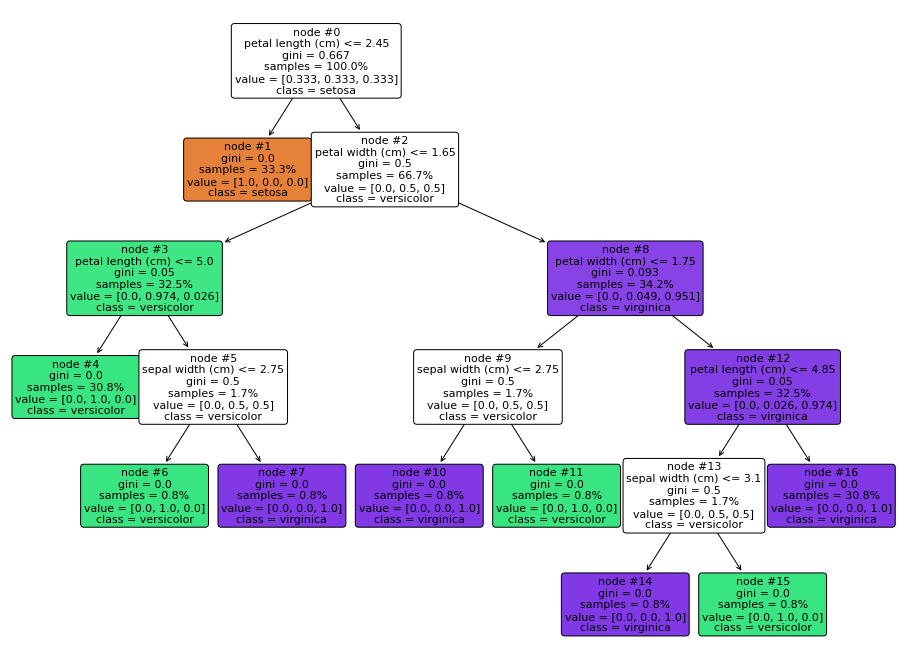 node #0
petal length (cm) <= 2.45
gini = 0.667
samples = 100.0%
value = [0.333, 0.333, 0.333]
class = setosa
node #1
gini = 0.0
samples = 33.3%
value = [1.0, 0.0, 0.0]
class = setosa
node #2
petal width (cm) <= 1.65
gini = 0.5
samples = 66.7%
value = [0.0, 0.5, 0.5]
class = versicolor
node #3
petal length (cm) <= 5.0
gini = 0.05
samples = 32.5%
value = [0.0, 0.974, 0.026]
class = versicolor
node #8
petal width (cm) <= 1.75
gini = 0.093
samples = 34.2%
value = [0.0, 0.049, 0.951]
class = virginica
node #4
gini = 0.0
samples = 30.8%
value = [0.0, 1.0, 0.0]
class = versicolor
node #5
sepal width (cm) <= 2.75
gini = 0.5
samples = 1.7%
value = [0.0, 0.5, 0.5]
class = versicolor
node #9
sepal width (cm) <= 2.75
gini = 0.5
samples = 1.7%
value = [0.0, 0.5, 0.5]
class = versicolor
node #12
petal length (cm) <= 4.85
gini = 0.05
samples = 32.5%
value = [0.0, 0.026, 0.974]
class = virginica
node #6
gini = 0.0
samples = 0.8%
value = [0.0, 1.0, 0.0]
class = versicolor
node #7
gini = 0.0
samples = 0.8%
value = [0.0, 0.0, 1.0]
class = virginica
node #10
gini = 0.0
samples = 0.8%
value = [0.0, 0.0, 1.0]
class = virginica
node #11
gini = 0.0
samples = 0.8%
value = [0.0, 1.0, 0.0]
class = versicolor
node #13
sepal width (cm) <= 3.1
gini = 0.5
samples = 1.7%
value = [0.0, 0.5, 0.5]
class = versicolor
node #16
gini = 0.0
samples = 30.8%
value = [0.0, 0.0, 1.0]
class = virginica
node #14
gini = 0.0
samples = 0.8%
value = [0.0, 0.0, 1.0]
class = virginica
node #15
gini = 0.0
samples = 0.8%
value = [0.0, 1.0, 0.0]
class = versicolor